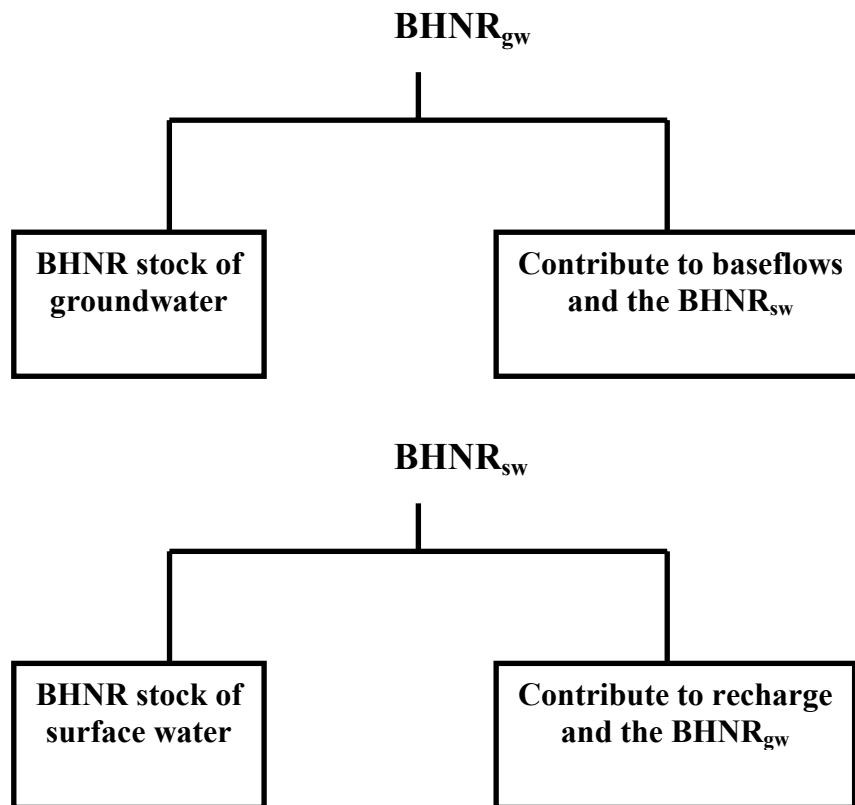 BHNRgw
BHNR stock of
groundwater
Contribute to baseflows
and the BHNRsw
BHNRsw
BHNR stock of
surface water
Contribute to recharge
and the BHNRgw